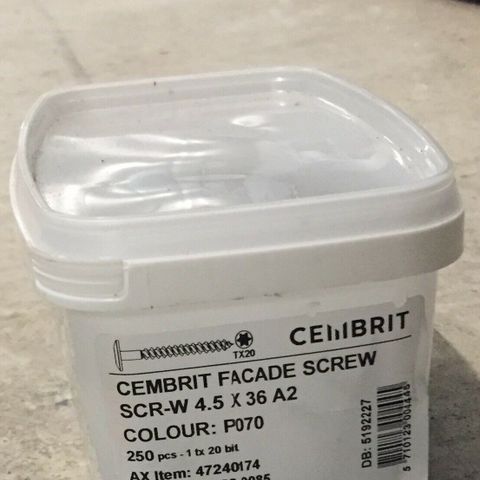 CEMBRIT
TX20
CEMBRIT FACADE SCREW
SCR-W 4.5 X 36 A2
COLOUR: P070
250 pcs - 1 tx 20 bit
AX Item: 47240174
DB: 5192227